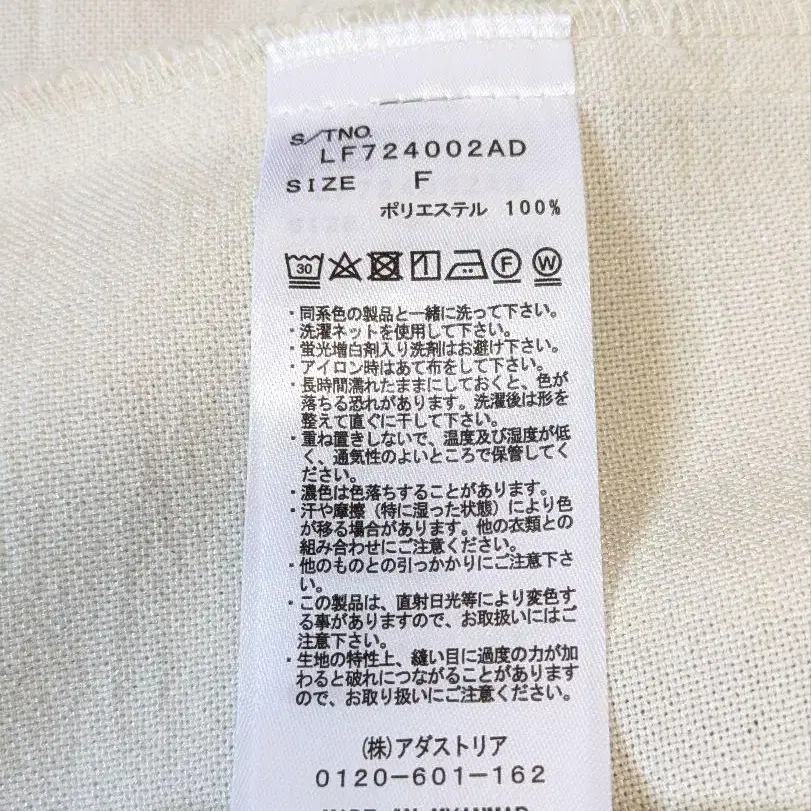 S/TNO.
LF724002AD
SIZE F
ポリエステル 100%
30 F W
・同系色の製品と一緒に洗って下さい。
・洗濯ネットを使用して下さい。
・蛍光増白剤入り洗剤はお避け下さい。
・アイロン時はあて布をして下さい。
・長時間濡れたままにしておくと、色が
落ちる恐れがあります。洗濯後は形を
整えて直ぐに干して下さい。
・重ね置きしないで、温度及び湿度が低
く、通気性のよいところで保管してく
ださい。
・濃色は色落ちすることがあります。
・汗や摩擦（特に湿った状態）により色
が移る場合があります。他の衣類との
組み合わせにご注意ください。
・他のものとの引っかかりにご注意下さ
い。
・この製品は、直射日光等により変色す
る事がありますので、お取扱いにはご
注意下さい。
・生地の特性上、縫い目に過度の力が加
わると破れにつながることがあります
ので、お取り扱いにご注意ください。
(株)アダストリア
0120-601-162